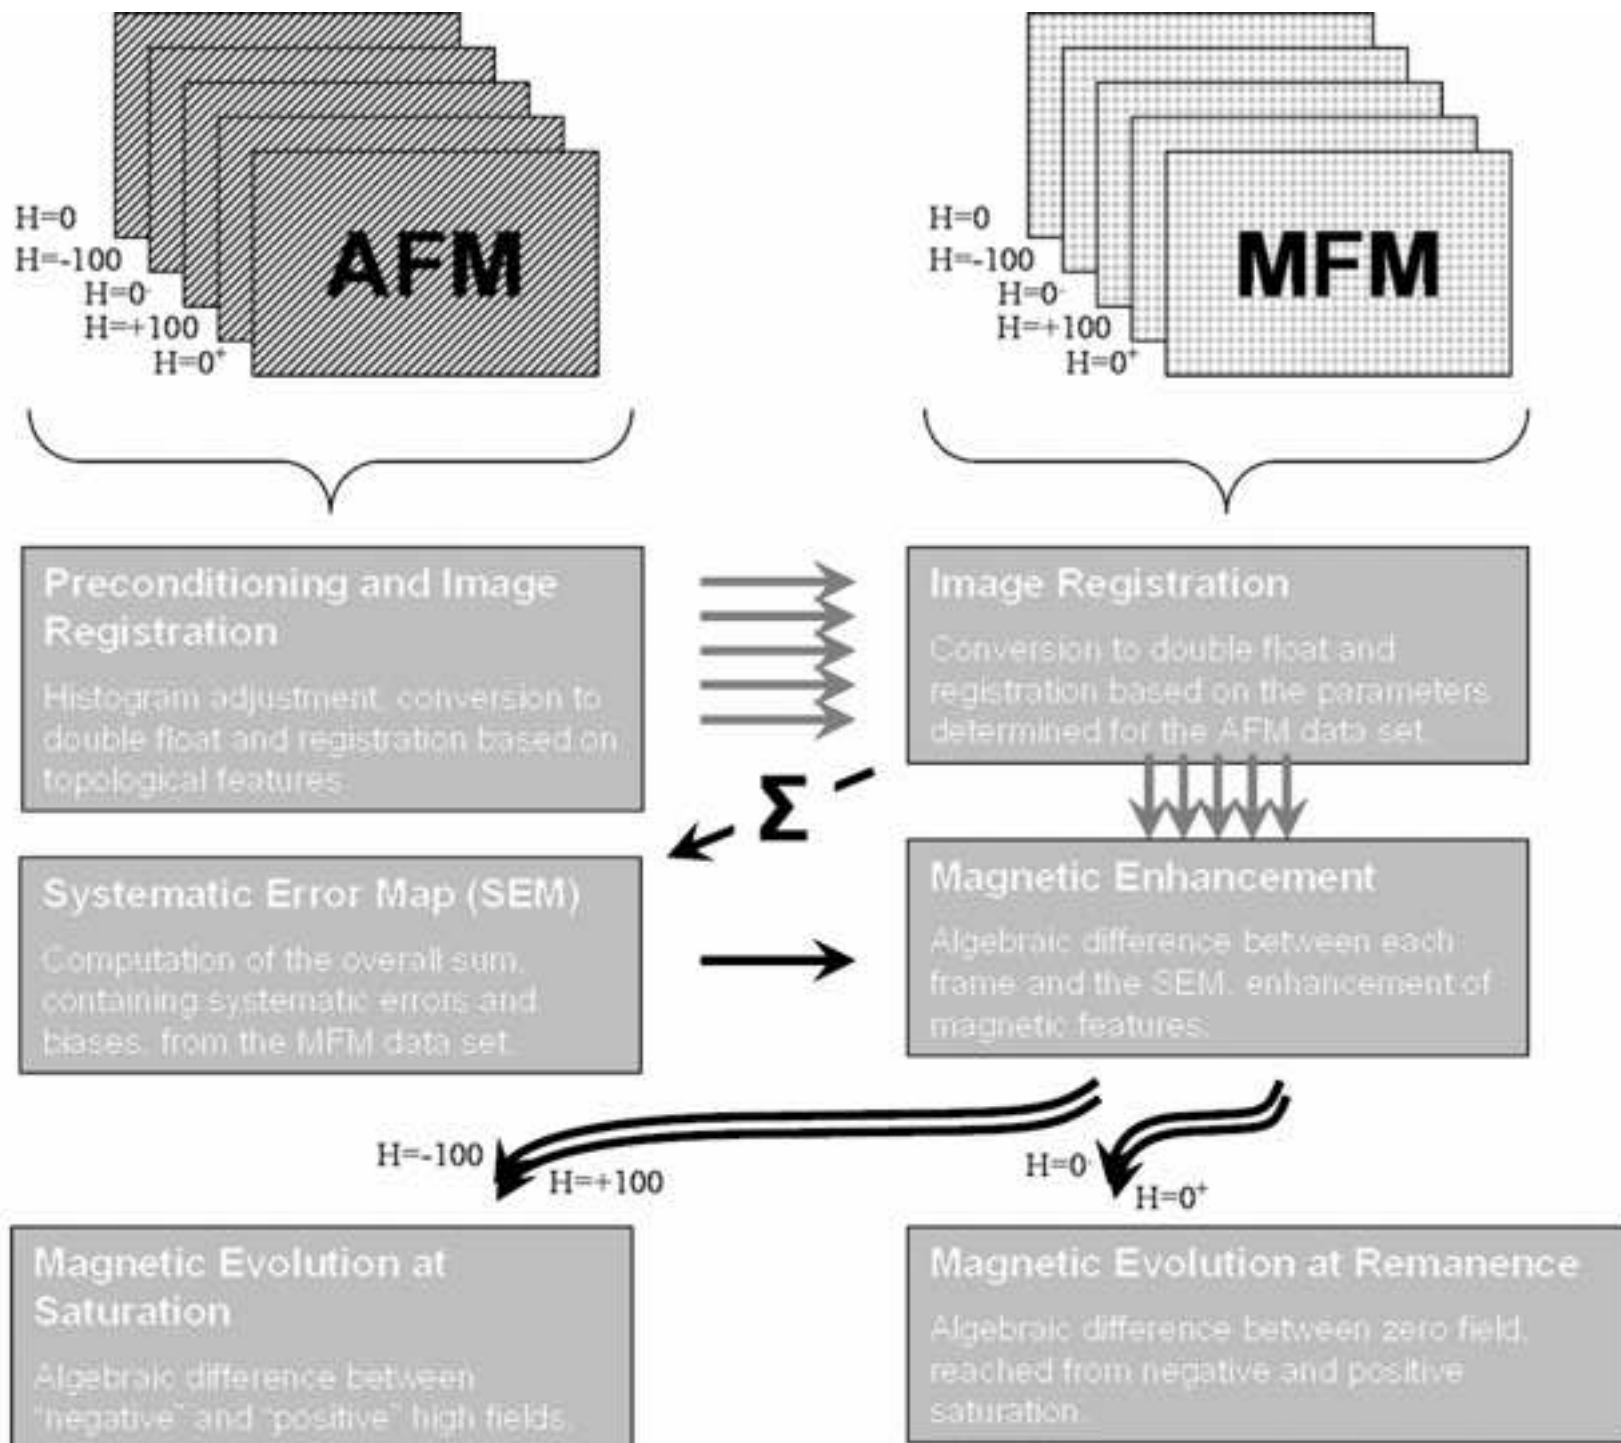 H=0
H=-100
H=0-
H=+100
H=0+
AFM
H=0
H=-100
H=0-
H=+100
H=0+
MFM
Preconditioning and Image
Registration
Histogram adjustment, conversion to
double float and registration based on
topological features.
Image Registration
Conversion to double float and
registration based on the parameters
determined for the AFM data set.
Σ
Systematic Error Map (SEM)
Computation of the overall sum,
containing systematic errors and
biases, from the MFM data set.
Magnetic Enhancement
Algebraic difference between each
frame and the SEM, enhancement of
magnetic features.
H=-100
H=+100
H=0-
H=0+
Magnetic Evolution at
Saturation
Algebraic difference between
"negative" and "positive" high fields.
Magnetic Evolution at Remanence
Algebraic difference between zero field,
reached from negative and positive
saturation.